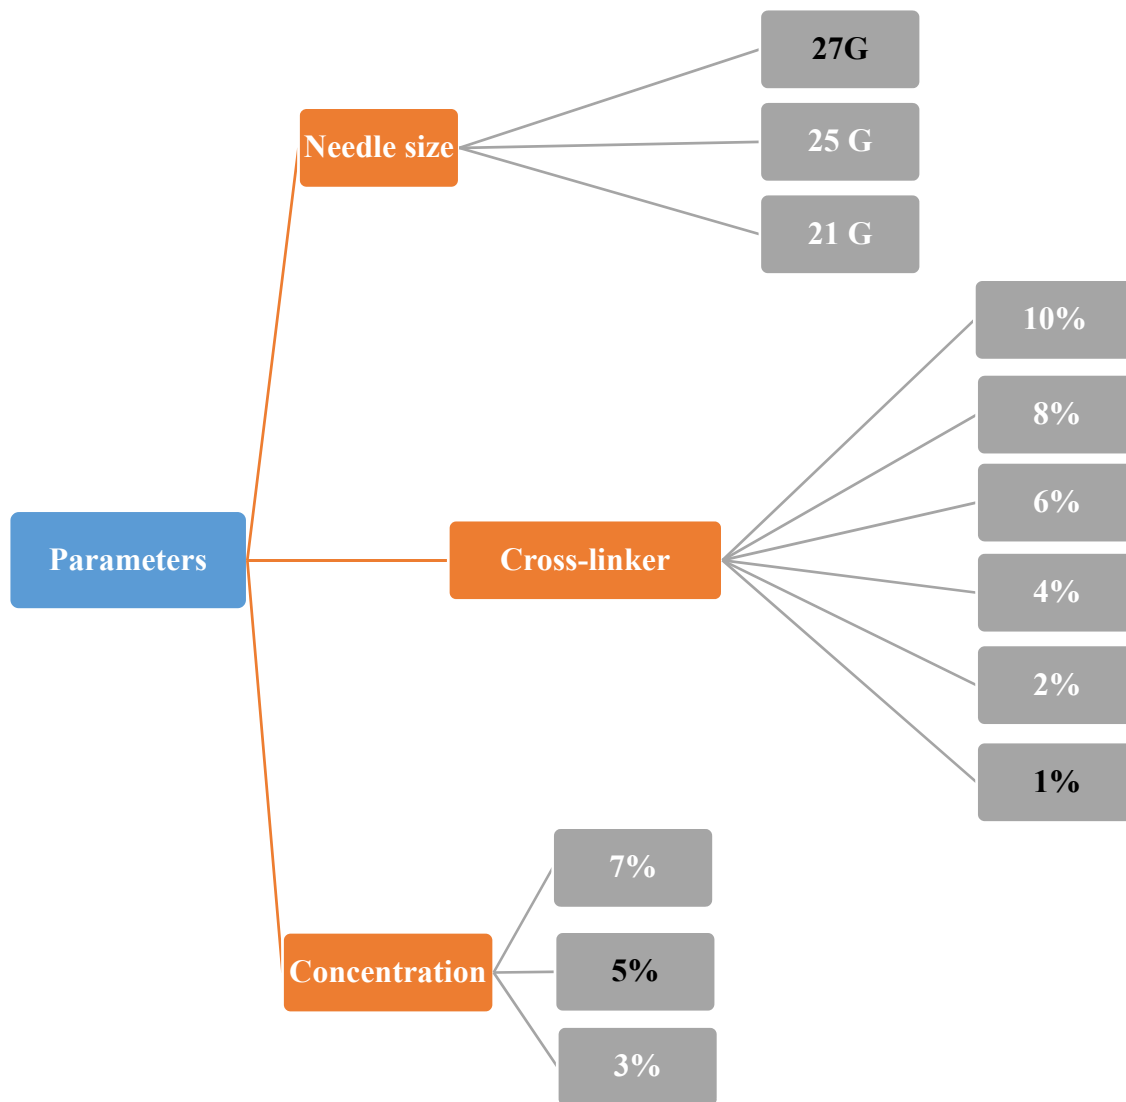 Parameters
Needle size
27G
25 G
21 G
Cross-linker
10%
8%
6%
4%
2%
1%
Concentration
7%
5%
3%